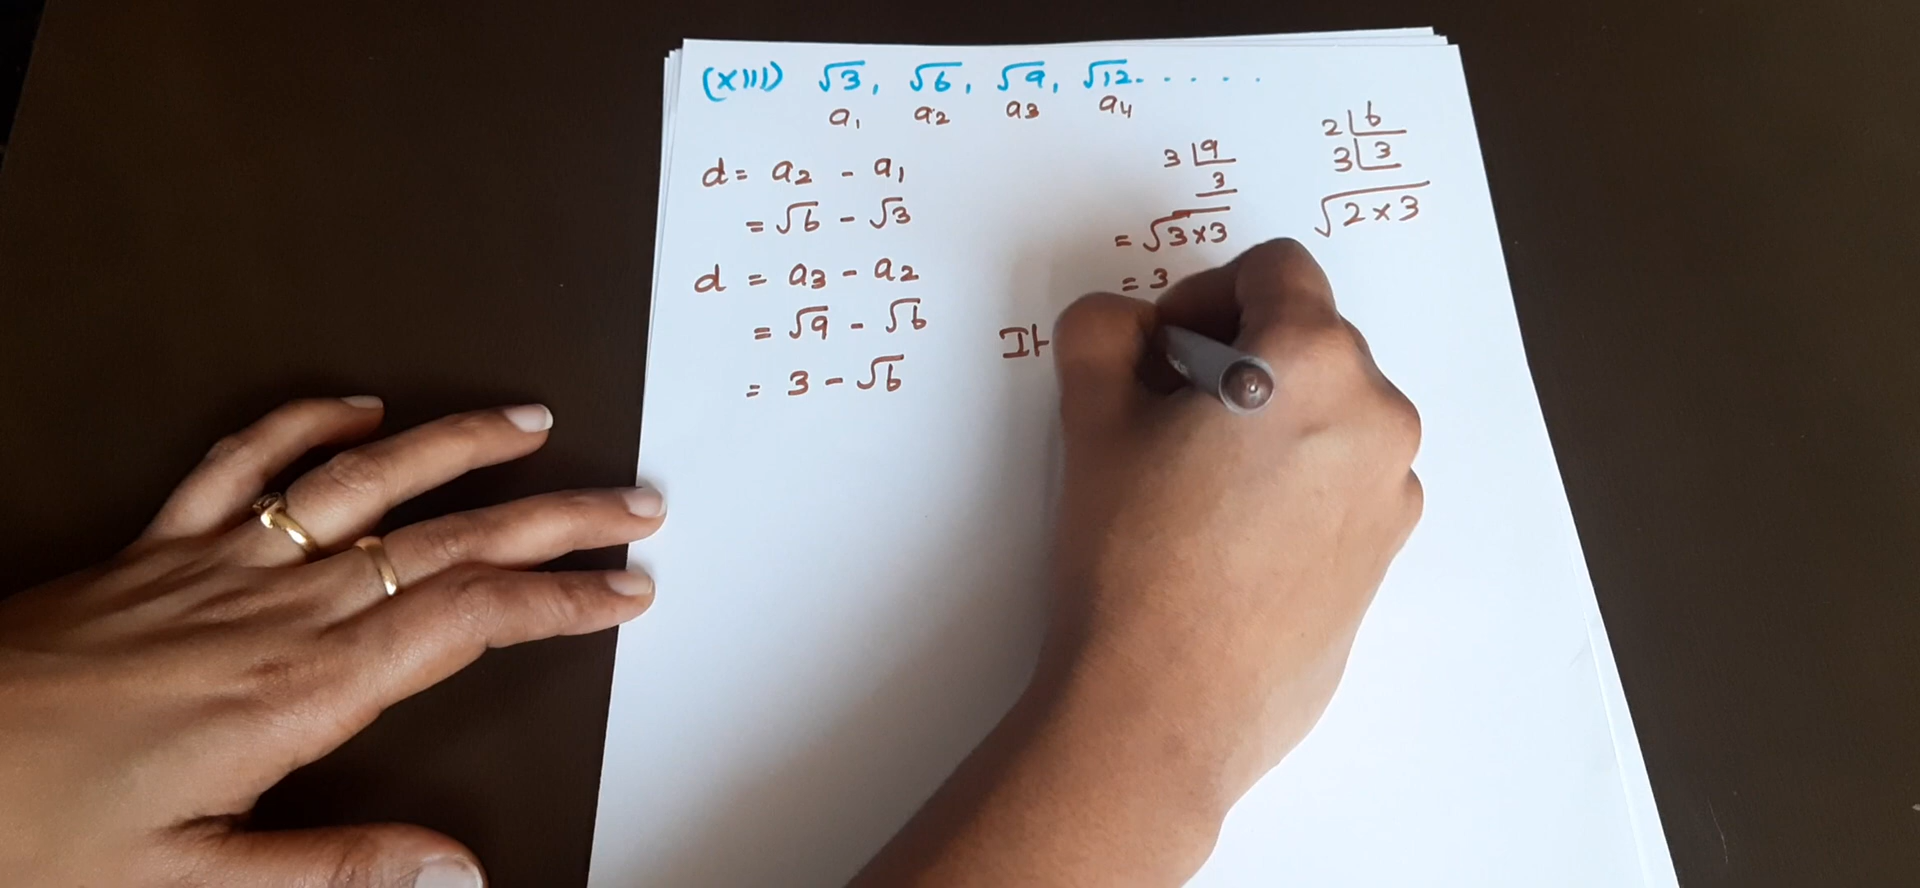 (XIII) √3, √6, √9, √12. . . . .
a₁ a₂ a₃ a₄
d = a₂ - a₁
= √6 - √3
d = a₃ - a₂
= √9 - √6
= 3 - √6
3 | 9
3
= √3×3
= 3
2 | 6
3 | 3
√2×3
It